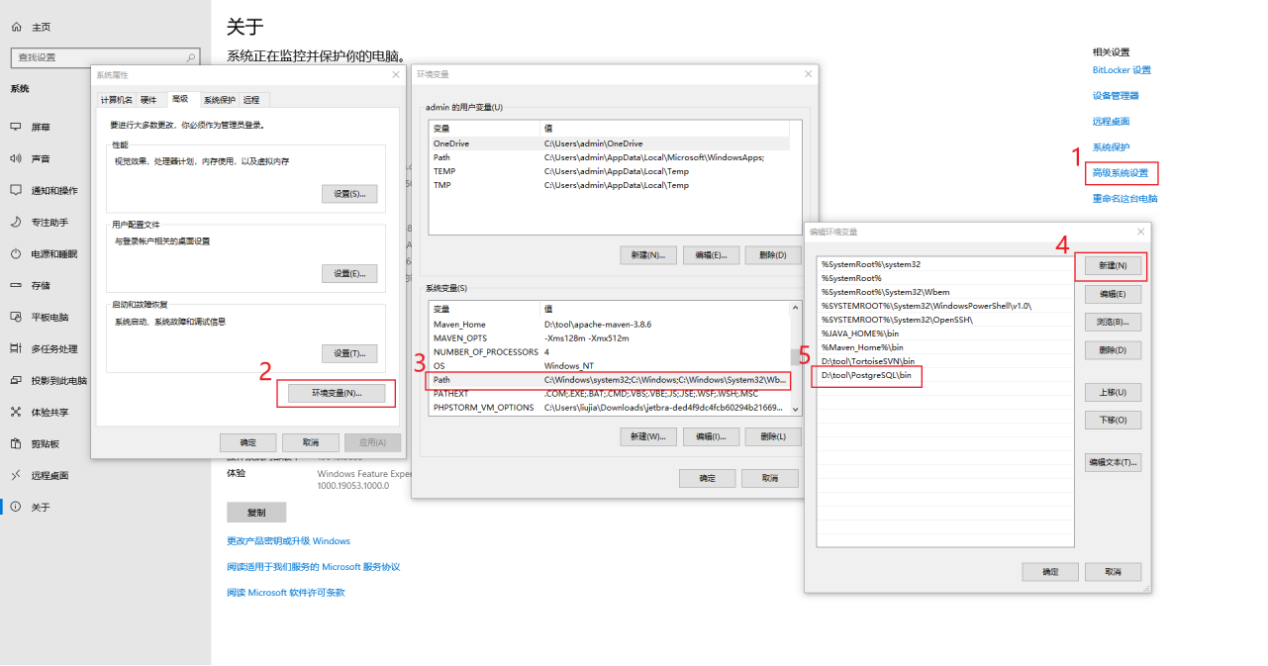 主页
查找设置
系统
屏幕
声音
通知和操作
专注助手
电源和睡眠
存储
平板电脑
多任务处理
投影到此电脑
体验共享
剪贴板
远程桌面
关于
关于
系统正在监控并保护你的电脑。
系统属性
计算机名 硬件 高级 系统保护 远程
要进行大多数更改，你必须作为管理员登录。
性能
视觉效果，处理器计划，内存使用，以及虚拟内存
设置(S)...
用户配置文件
与登录帐户相关的桌面设置
设置(E)...
启动和故障恢复
系统启动、系统故障和调试信息
设置(T)...
2
环境变量(N)...
确定 取消 应用(A)
体验 Windows Feature Exper
1000.19053.1000.0
复制
更改产品密钥或升级 Windows
阅读适用于我们服务的 Microsoft 服务协议
阅读 Microsoft 软件许可条款
环境变量
admin 的用户变量(U)
变量 值
OneDrive C:\Users\admin\OneDrive
Path C:\Users\admin\AppData\Local\Microsoft\WindowsApps;
TEMP C:\Users\admin\AppData\Local\Temp
TMP C:\Users\admin\AppData\Local\Temp
新建(N)... 编辑(E)... 删除(D)
系统变量(S)
变量 值
Maven_Home D:\tool\apache-maven-3.8.6
MAVEN_OPTS -Xms128m -Xmx512m
NUMBER_OF_PROCESSORS 4
OS Windows_NT
3
Path C:\Windows\system32;C:\Windows;C:\Windows\System32\Wb...
PATHEXT .COM;.EXE;.BAT;.CMD;.VBS;.VBE;.JS;.JSE;.WSF;.WSH;.MSC
PHPSTORM_VM_OPTIONS C:\Users\liujia\Downloads\jetbra-ded4f9dc4fcb60294b21669...
新建(W)... 编辑(I)... 删除(L)
确定 取消
相关设置
BitLocker 设置
设备管理器
远程桌面
系统保护
1
高级系统设置
重命名这台电脑
编辑环境变量
%SystemRoot%\system32
%SystemRoot%
%SystemRoot%\System32\Wbem
%SYSTEMROOT%\System32\WindowsPowerShell\v1.0\
%SYSTEMROOT%\System32\OpenSSH\
%JAVA_HOME%\bin
%Maven_Home%\bin
D:\tool\TortoiseSVN\bin
5
D:\tool\PostgreSQL\bin
4
新建(N)
编辑(E)
浏览(B)...
删除(D)
上移(U)
下移(O)
编辑文本(T)...
确定 取消